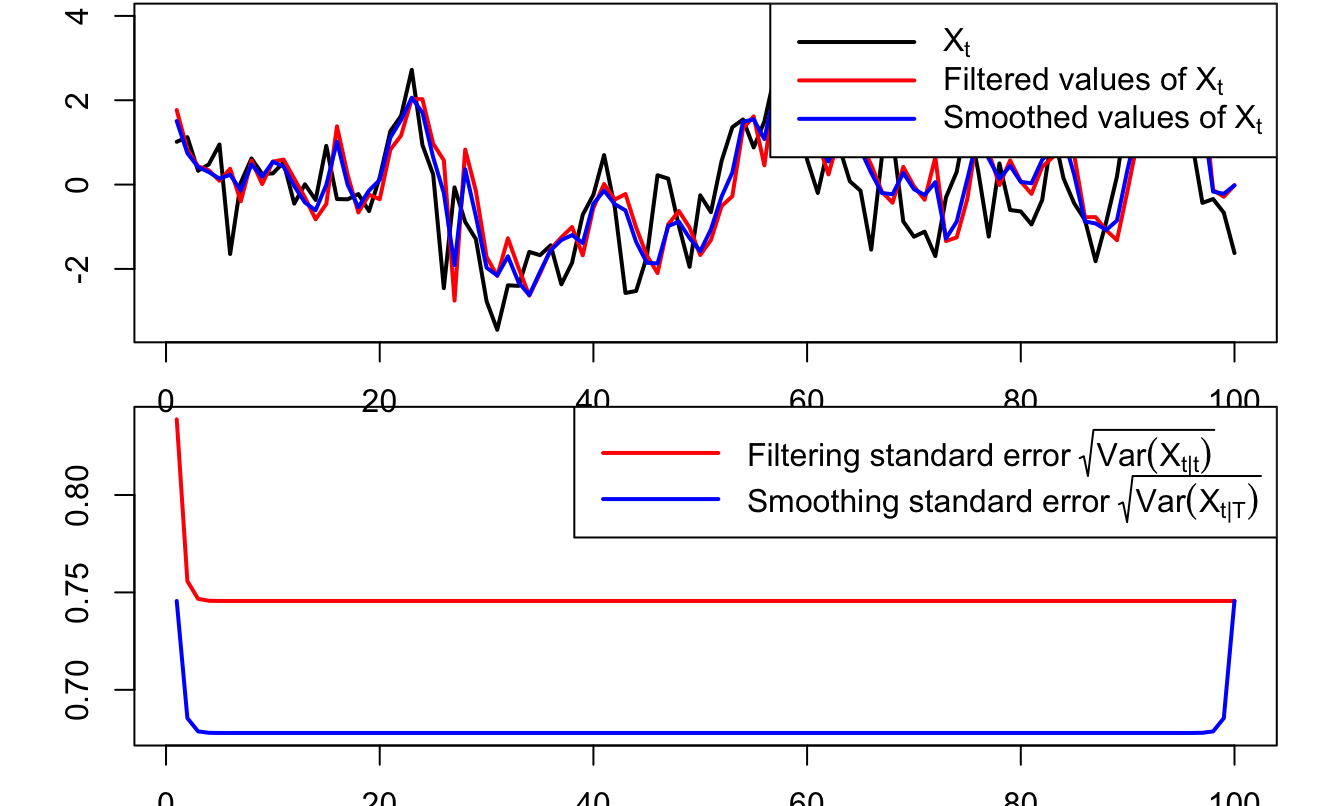 4
2
0
-2
X_t
Filtered values of X_t
Smoothed values of X_t
0 20 40 60 80 100
0.80
0.75
0.70
Filtering standard error √Var(X_t|t)
Smoothing standard error √Var(X_t|T)
0 20 40 60 80 100